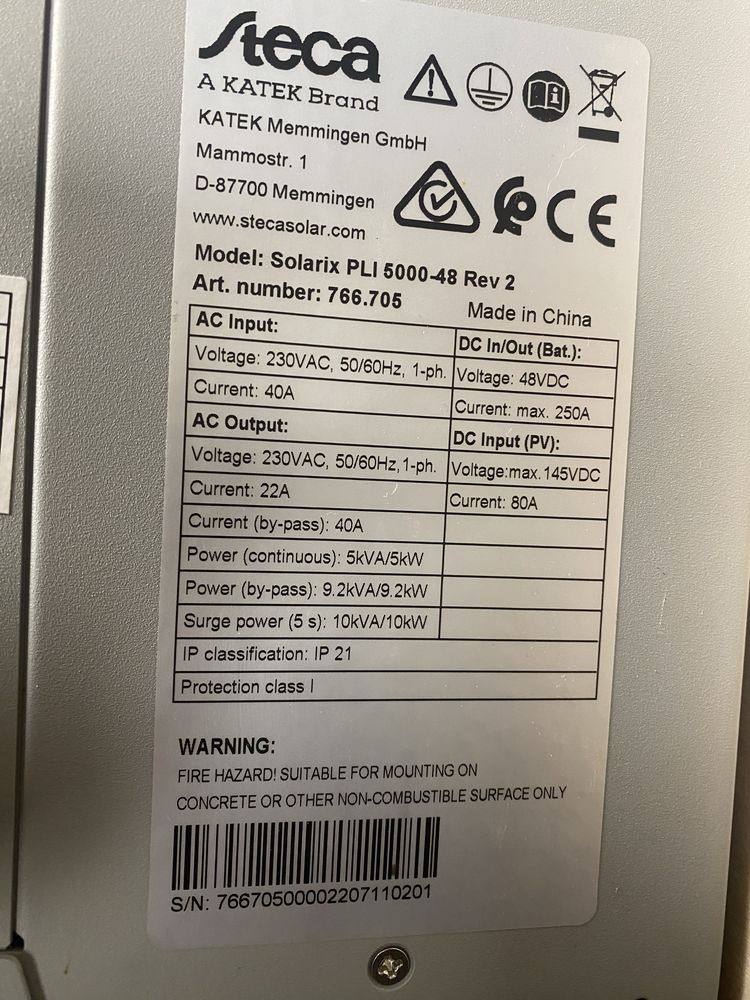 Steca
A KATEK Brand
KATEK Memmingen GmbH
Mammostr. 1
D-87700 Memmingen
www.stecasolar.com
CE
Model: Solarix PLI 5000-48 Rev 2
Art. number: 766.705
Made in China
AC Input:
Voltage: 230VAC, 50/60Hz, 1-ph.
Current: 40A
AC Output:
Voltage: 230VAC, 50/60Hz,1-ph.
Current: 22A
Current (by-pass): 40A
Power (continuous): 5kVA/5kW
Power (by-pass): 9.2kVA/9.2kW
Surge power (5 s): 10kVA/10kW
DC In/Out (Bat.):
Voltage: 48VDC
Current: max. 250A
DC Input (PV):
Voltage:max.145VDC
Current: 80A
IP classification: IP 21
Protection class I
WARNING:
FIRE HAZARD! SUITABLE FOR MOUNTING ON
CONCRETE OR OTHER NON-COMBUSTIBLE SURFACE ONLY
S/N: 766705000002207110201